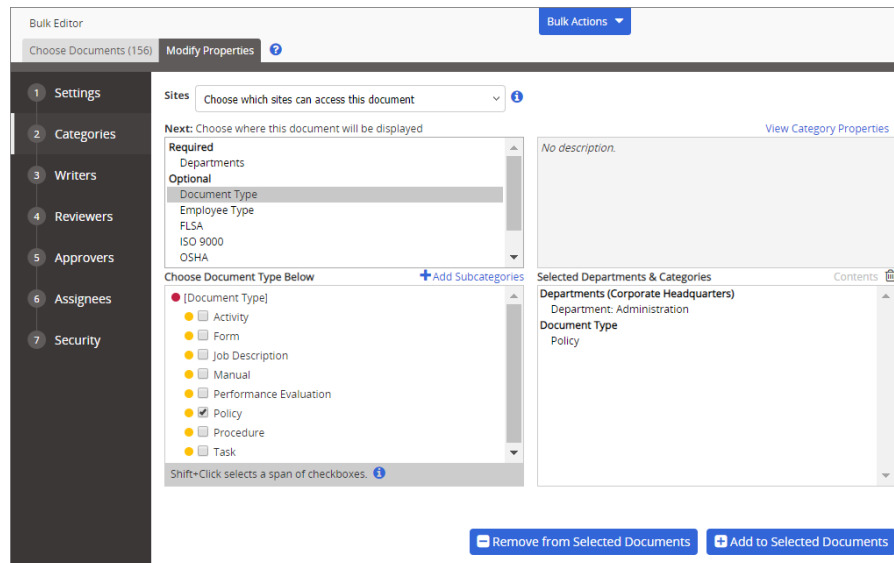 Bulk Editor
Bulk Actions
Choose Documents (156)
Modify Properties
?
1 Settings
2 Categories
3 Writers
4 Reviewers
5 Approvers
6 Assignees
7 Security
Sites
Choose which sites can access this document
i
Next: Choose where this document will be displayed
View Category Properties
Required
Departments
Optional
Document Type
Employee Type
FLSA
ISO 9000
OSHA
No description.
Choose Document Type Below
+Add Subcategories
[Document Type]
Activity
Form
Job Description
Manual
Performance Evaluation
Policy
Procedure
Task
Shift+Click selects a span of checkboxes. i
Selected Departments & Categories
Contents
Departments (Corporate Headquarters)
Department: Administration
Document Type
Policy
Remove from Selected Documents
Add to Selected Documents